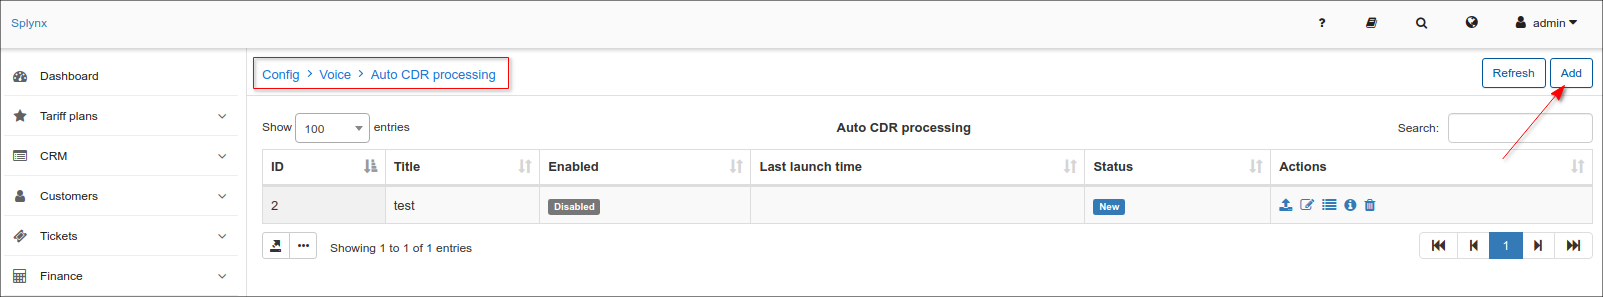 Splynx
? admin
Dashboard
Tariff plans
CRM
Customers
Tickets
Finance
Config > Voice > Auto CDR processing
Refresh Add
Show 100 entries
Auto CDR processing
Search:
ID Title Enabled Last launch time Status Actions
2 test Disabled New
••• Showing 1 to 1 of 1 entries
1